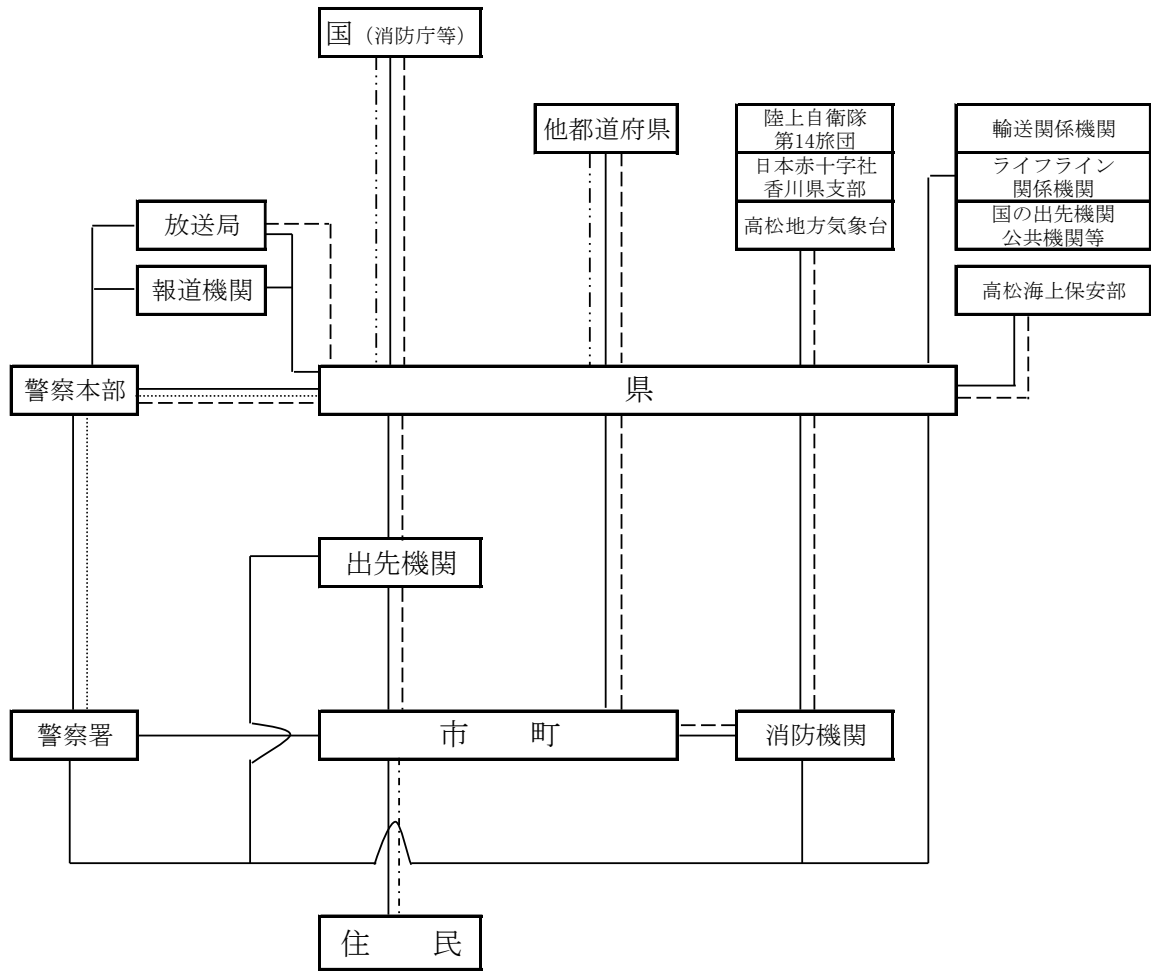 国（消防庁等）
他都道府県
陸上自衛隊
第14旅団
日本赤十字社
香川県支部
高松地方気象台
輸送関係機関
ライフライン
関係機関
国の出先機関
公共機関等
放送局
報道機関
高松海上保安部
警察本部
県
出先機関
警察署
市　　町
消防機関
住　　民